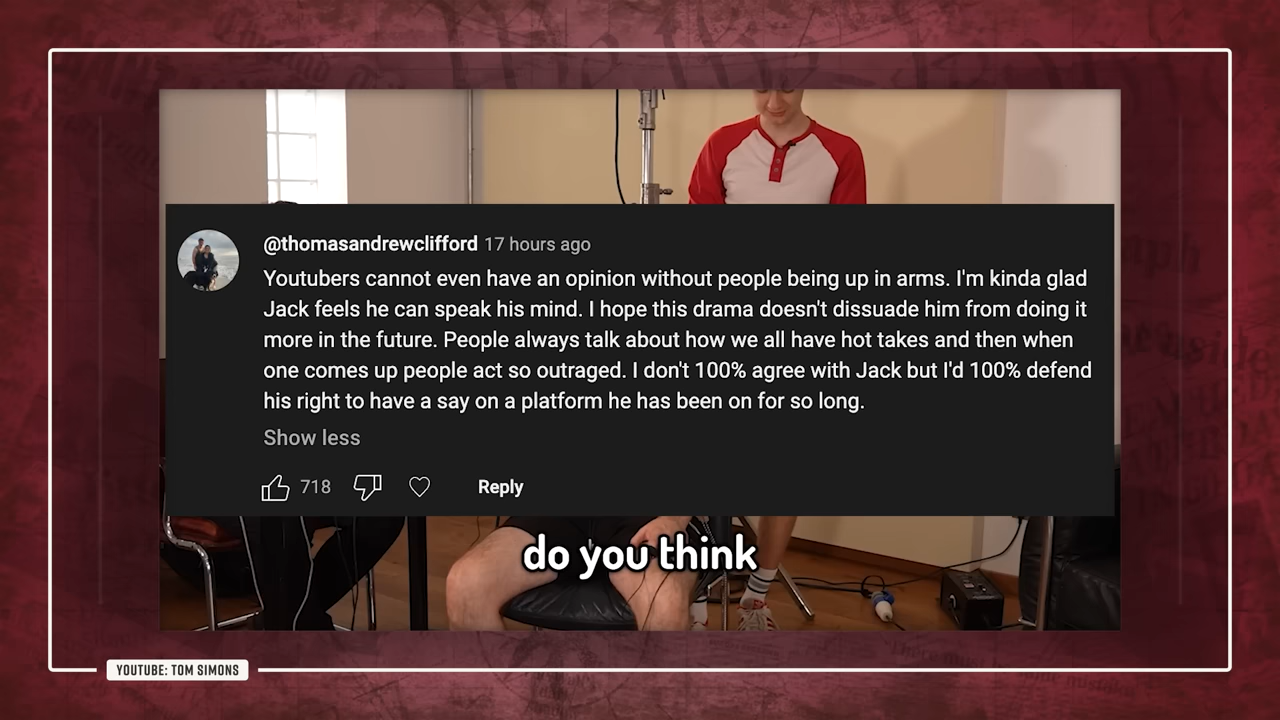 @thomasandrewclifford 17 hours ago
Youtubers cannot even have an opinion without people being up in arms. I'm kinda glad
Jack feels he can speak his mind. I hope this drama doesn't dissuade him from doing it
more in the future. People always talk about how we all have hot takes and then when
one comes up people act so outraged. I don't 100% agree with Jack but I'd 100% defend
his right to have a say on a platform he has been on for so long.
Show less
718
Reply
do you think
YOUTUBE: TOM SIMONS